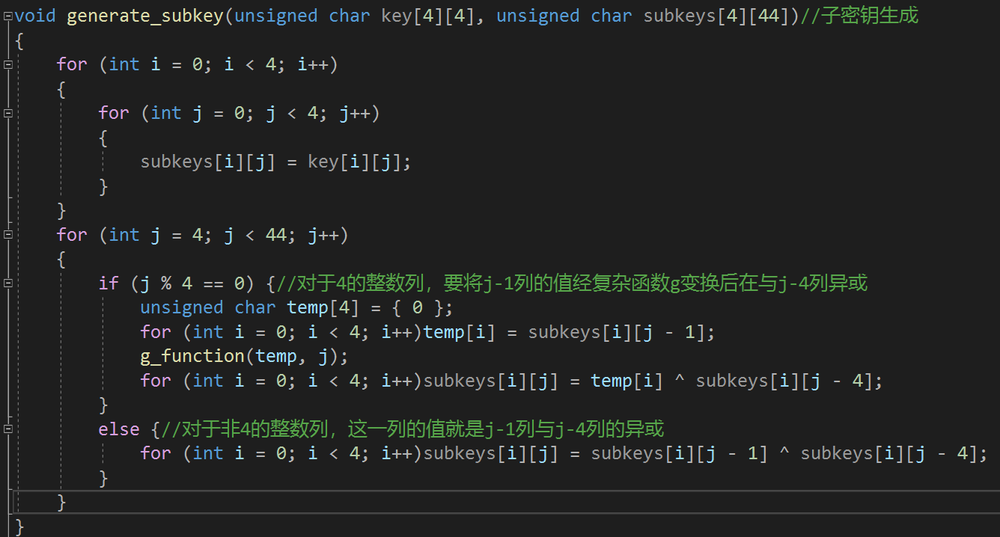 void generate_subkey(unsigned char key[4][4], unsigned char subkeys[4][44])//子密钥生成
{
    for (int i = 0; i < 4; i++)
    {
        for (int j = 0; j < 4; j++)
        {
            subkeys[i][j] = key[i][j];
        }
    }
    for (int j = 4; j < 44; j++)
    {
        if (j % 4 == 0) {//对于4的整数列，要将j-1列的值经复杂函数g变换后在与j-4列异或
            unsigned char temp[4] = { 0 };
            for (int i = 0; i < 4; i++)temp[i] = subkeys[i][j - 1];
            g_function(temp, j);
            for (int i = 0; i < 4; i++)subkeys[i][j] = temp[i] ^ subkeys[i][j - 4];
        }
        else {//对于非4的整数列，这一列的值就是j-1列与j-4列的异或
            for (int i = 0; i < 4; i++)subkeys[i][j] = subkeys[i][j - 1] ^ subkeys[i][j - 4];
        }
    }
}